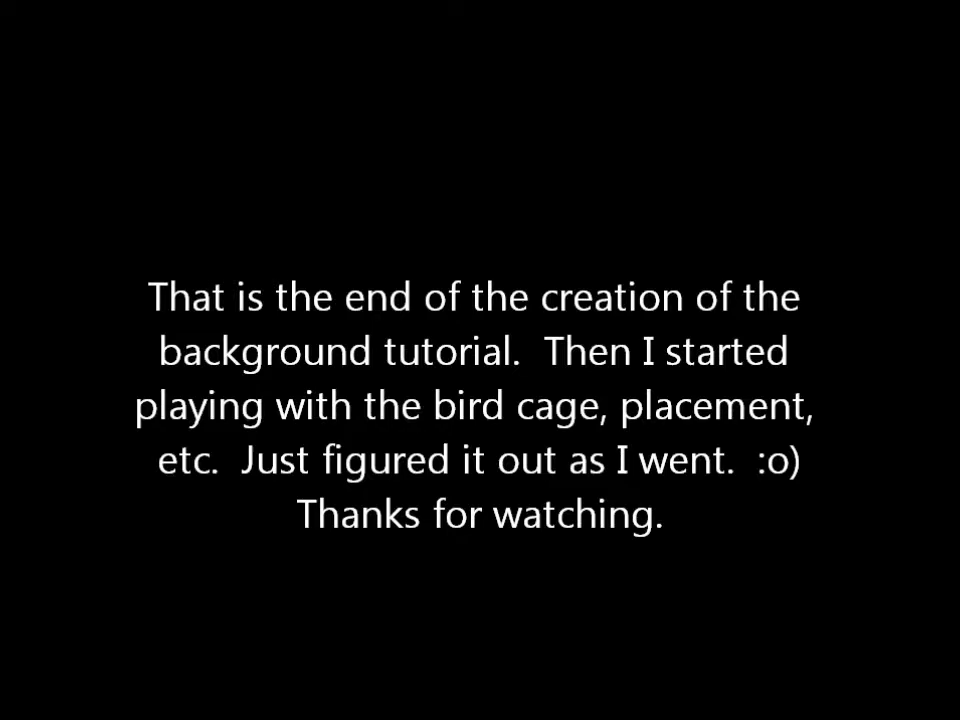 That is the end of the creation of the
background tutorial.  Then I started
playing with the bird cage, placement,
etc.  Just figured it out as I went.  :o)
Thanks for watching.